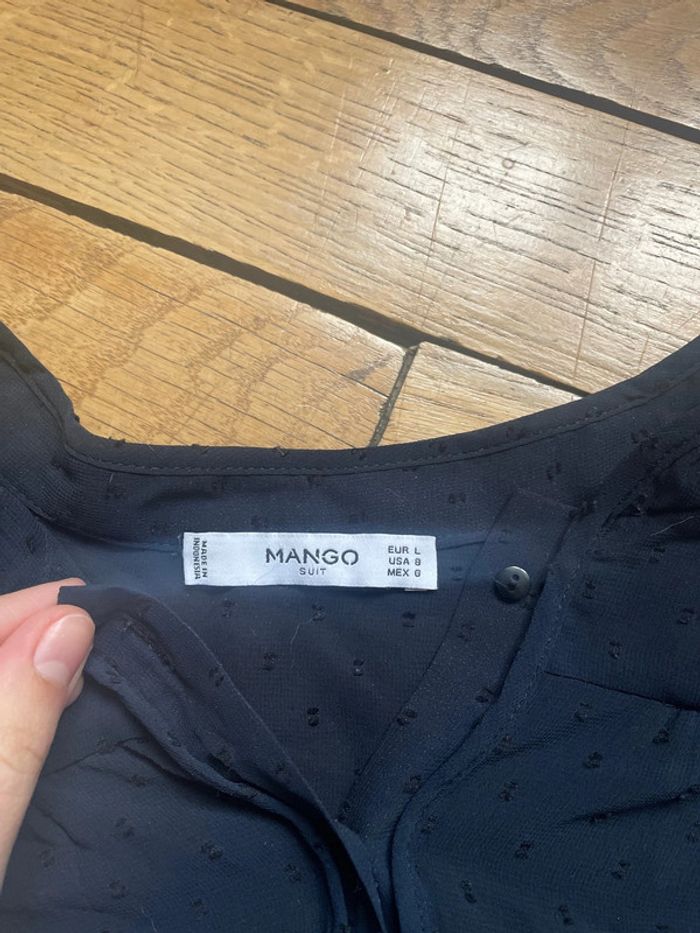 MADE IN
INDONESIA
MANGO
SUIT
EUR L
USA 8
MEX G